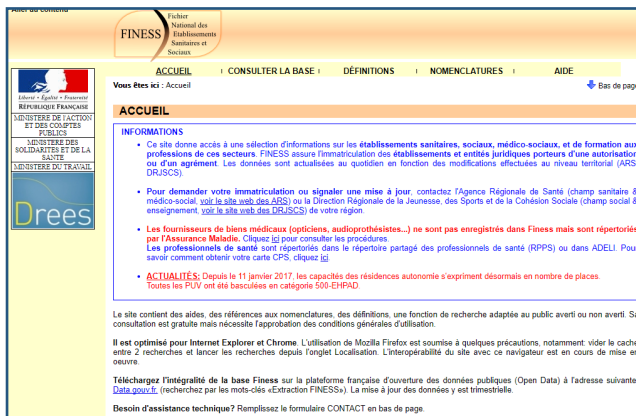 Aller au contenu
Fichier
National des
FINESS Etablissements
Sanitaires et
Sociaux
ACCUEIL I CONSULTER LA BASE I DÉFINITIONS I NOMENCLATURES I AIDE
Vous êtes ici : Accueil
Bas de page
Liberté • Égalité • Fraternité
RÉPUBLIQUE FRANÇAISE
MINISTERE DE l'ACTION
ET DES COMPTES
PUBLICS
MINISTERE DES
SOLIDARITES ET DE LA
SANTE
MINISTERE DU TRAVAIL
Drees
ACCUEIL
INFORMATIONS
• Ce site donne accès à une sélection d'informations sur les établissements sanitaires, sociaux, médico-sociaux, et de formation aux
professions de ces secteurs. FINESS assure l'immatriculation des établissements et entités juridiques porteurs d'une autorisation
ou d'un agrément. Les données sont actualisées au quotidien en fonction des modifications effectuées au niveau territorial (ARS,
DRJSCS).
• Pour demander votre immatriculation ou signaler une mise à jour, contactez l'Agence Régionale de Santé (champ sanitaire &
médico-social, voir le site web des ARS) ou la Direction Régionale de la Jeunesse, des Sports et de la Cohésion Sociale (champ social &
enseignement, voir le site web des DRJSCS) de votre région.
• Les fournisseurs de biens médicaux (opticiens, audioprothésistes...) ne sont pas enregistrés dans Finess mais sont répertoriés
par l'Assurance Maladie. Cliquez ici pour consulter les procédures.
Les professionnels de santé sont répertoriés dans le répertoire partagé des professionnels de santé (RPPS) ou dans ADELI. Pour
savoir comment obtenir votre carte CPS, cliquez ici.
• ACTUALITÉS: Depuis le 11 janvier 2017, les capacités des résidences autonomie s'expriment désormais en nombre de places.
Toutes les PUV ont été basculées en catégorie 500-EHPAD.
Le site contient des aides, des références aux nomenclatures, des définitions, une fonction de recherche adaptée au public averti ou non averti. Sa
consultation est gratuite mais nécessite l'approbation des conditions générales d'utilisation.
Il est optimisé pour Internet Explorer et Chrome. L'utilisation de Mozilla Firefox est soumise à quelques précautions, notamment: vider le cache
entre 2 recherches et lancer les recherches depuis l'onglet Localisation. L'interopérabilité du site avec ce navigateur est en cours de mise en
oeuvre.
Téléchargez l'intégralité de la base Finess sur la plateforme française d'ouverture des données publiques (Open Data) à l'adresse suivante
Data.gouv.fr, (recherchez par les mots-clés «Extraction FINESS»). La mise à jour des données y est trimestrielle.
Besoin d'assistance technique? Remplissez le formulaire CONTACT en bas de page.